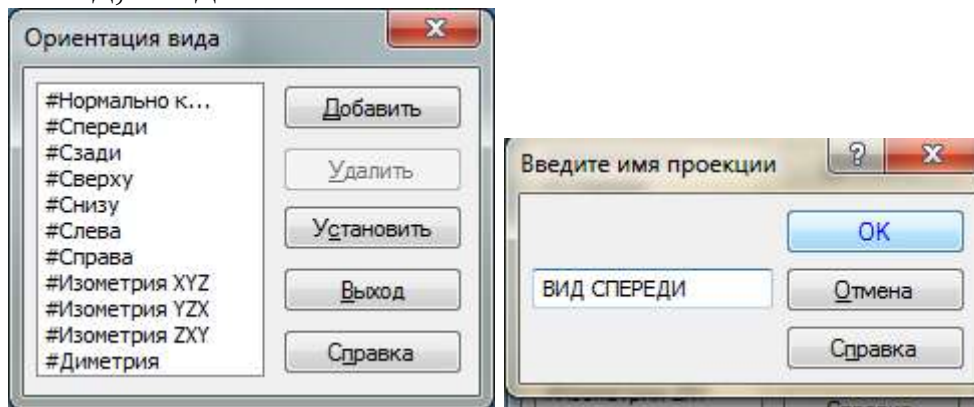 Ориентация вида
#Нормально к...
#Спереди
#Сзади
#Сверху
#Снизу
#Слева
#Справа
#Изометрия XYZ
#Изометрия YZX
#Изометрия ZXY
#Диметрия
Добавить
Удалить
Установить
Выход
Справка
Введите имя проекции
ВИД СПЕРЕДИ
OK
Отмена
Справка